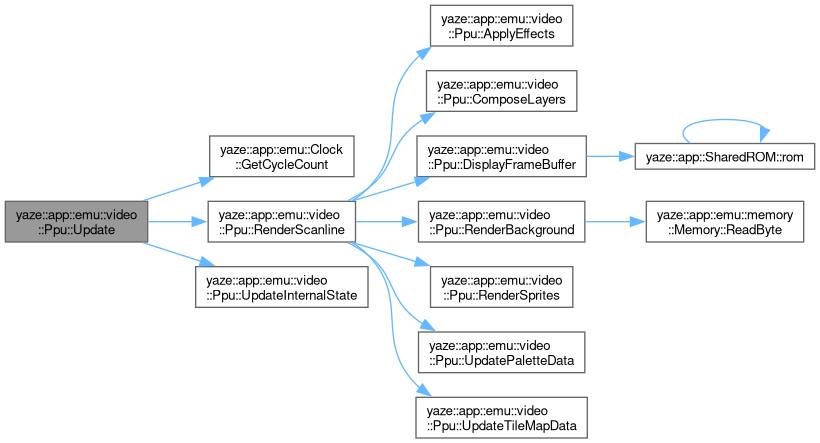 yaze::app::emu::video
::Ppu::ApplyEffects
yaze::app::emu::video
::Ppu::ComposeLayers
yaze::app::emu::Clock
::GetCycleCount
yaze::app::emu::video
::Ppu::DisplayFrameBuffer
yaze::app::SharedROM::rom
yaze::app::emu::video
::Ppu::Update
yaze::app::emu::video
::Ppu::RenderScanline
yaze::app::emu::video
::Ppu::RenderBackground
yaze::app::emu::memory
::Memory::ReadByte
yaze::app::emu::video
::Ppu::UpdateInternalState
yaze::app::emu::video
::Ppu::RenderSprites
yaze::app::emu::video
::Ppu::UpdatePaletteData
yaze::app::emu::video
::Ppu::UpdateTileMapData